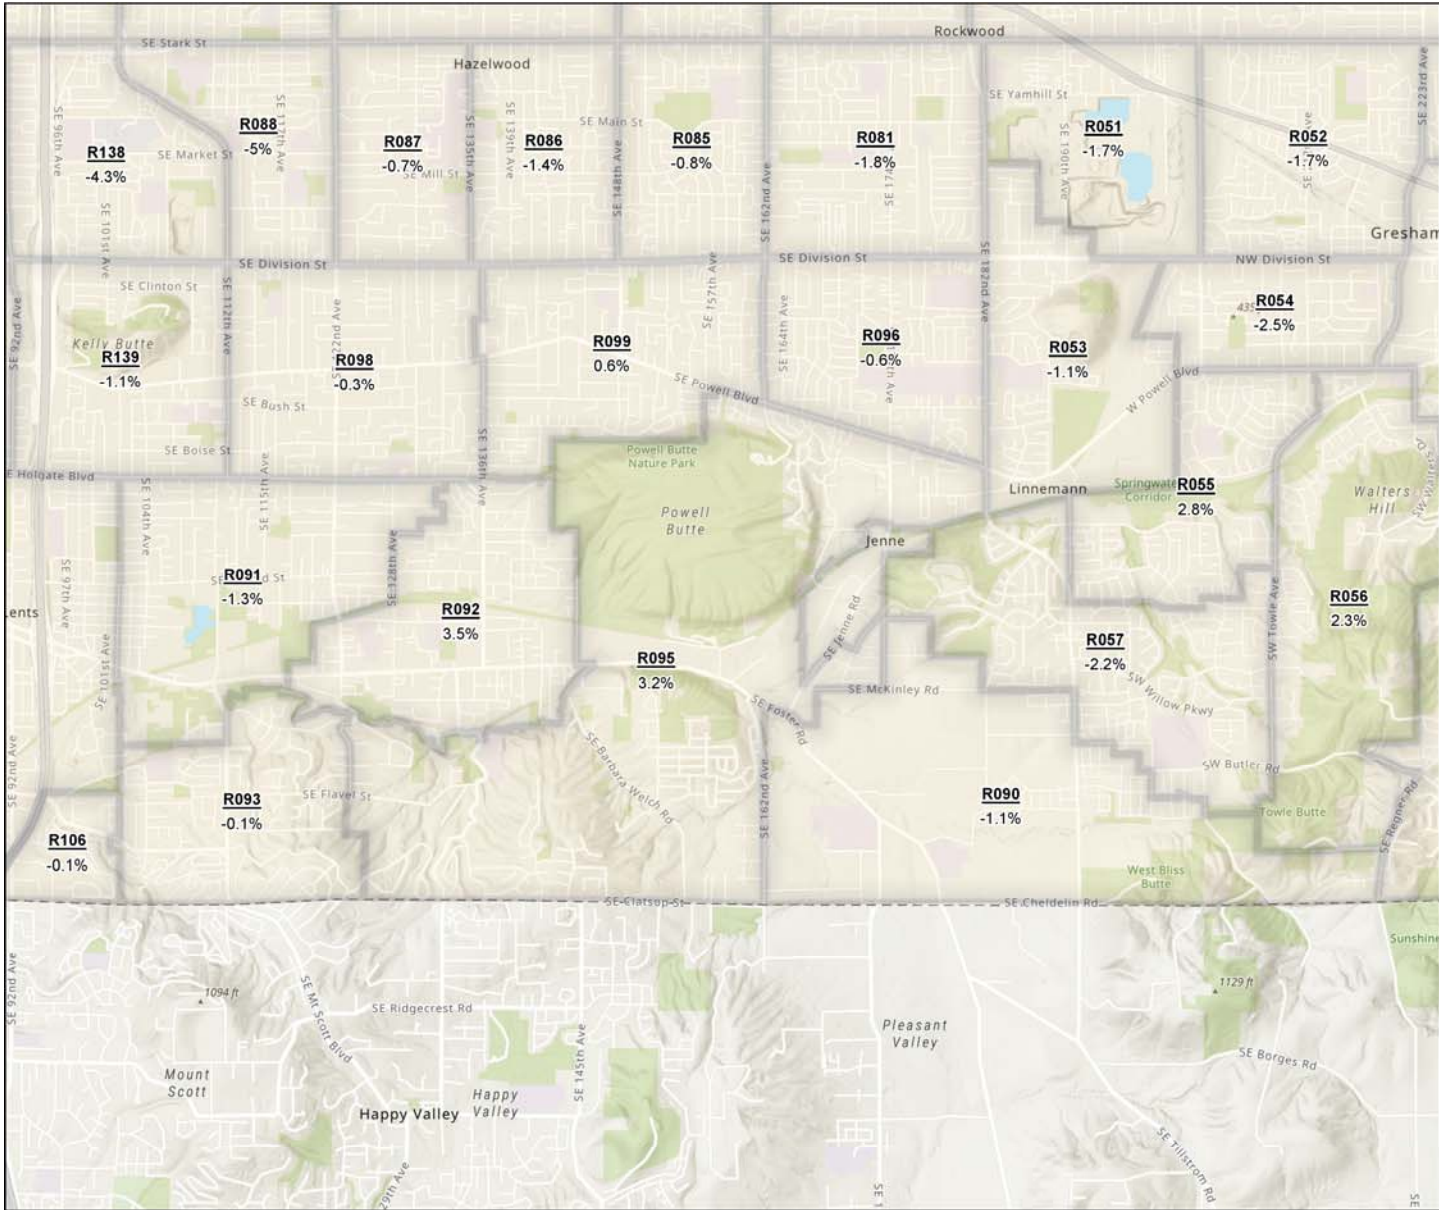 Rockwood
SE Stark St
Hazelwood
SE 223rd Ave
SE Yamhill St
SE 96th Ave
SE 117th Ave
SE 135th Ave
SE 139th Ave
SE Main St
SE 148th Ave
SE 162nd Ave
SE 174
SE 190th Ave
R088
-5%
R087
-0.7%
R086
-1.4%
R085
-0.8%
R081
-1.8%
R051
-1.7%
R052
-1.7%
R138
-4.3%
SE Market St
SE Mill St
SE 101st Ave
Gresham
SE Division St
SE Division St
NW Division St
SE Clinton St
SE 92nd Ave
SE 112th Ave
22nd Ave
SE 157th Ave
SE 164th Ave
SE 182nd Ave
435
R054
-2.5%
Kelly Butte
R139
-1.1%
R098
-0.3%
R099
0.6%
R096
-0.6%
th Ave
R053
-1.1%
SE Powell Blvd
W Powell Blvd
SE Bush St
SE Boise St
SE 136th Ave
Powell Butte
Nature Park
E Holgate Blvd
SE 104th Ave
SE 115th Ave
Linnemann
Springwate
Corridor
R055
2.8%
Walters
Hill
SW Walters
Powell
Butte
Jenne
SE 128th Ave
SE 97th Ave
R091
-1.3%
SE
d St
ents
R092
3.5%
SE Jenne Rd
SW Towle Ave
R056
2.3%
R057
-2.2%
SE 101st Ave
R095
3.2%
SE McKinley Rd
SW Willow Pkwy
SE Foster Rd
SE Barbara Welch Rd
SE 162nd Ave
SE 92nd Ave
SW Butler Rd
R093
-0.1%
SE Flavel St
R090
-1.1%
Towle Butte
SE Regner Rd
R106
-0.1%
West Bliss
Butte
SE Clatsop St
SE Cheldelin Rd
SE 92nd Ave
Sunshine
1094 ft
SE Mt Scott Blvd
SE Ridgecrest Rd
1129 ft
SE 145th Ave
Pleasant
Valley
SE Borges Rd
Mount
Scott
Happy Valley
Happy
Valley
29th Ave
SE Tillstrom Rd
SE 1
SE